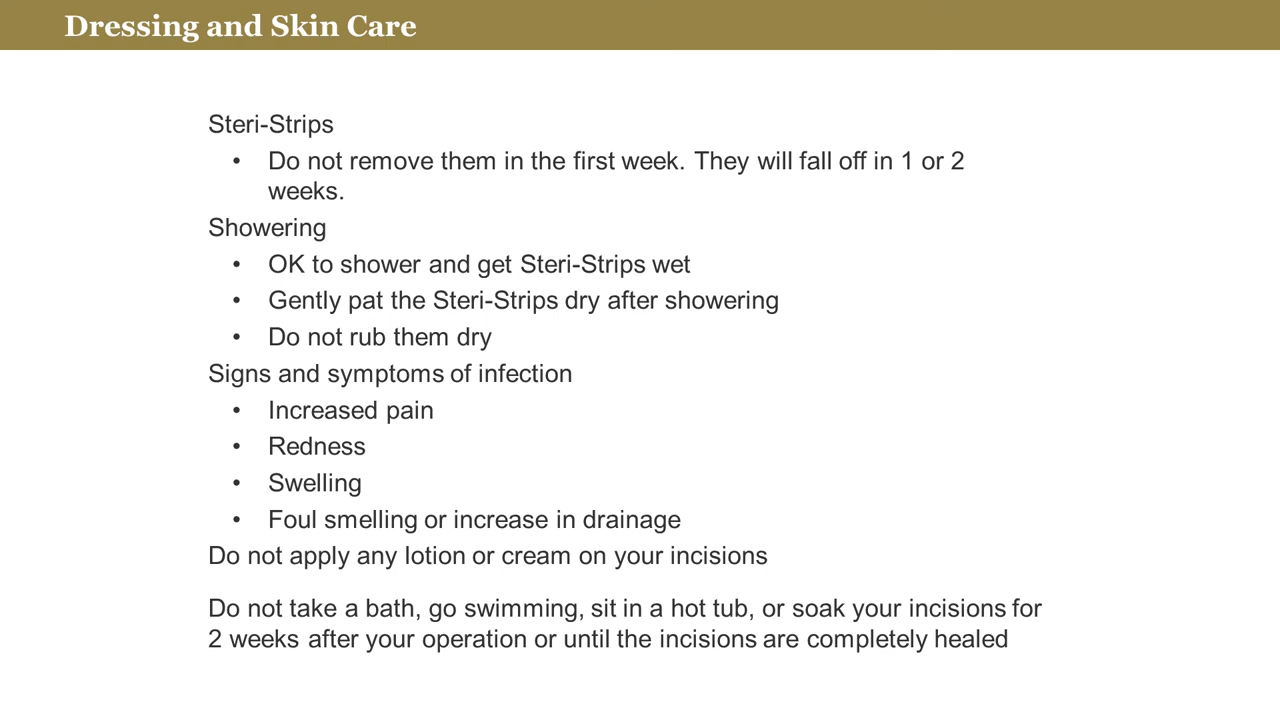 Dressing and Skin Care
Steri-Strips
• Do not remove them in the first week. They will fall off in 1 or 2
weeks.
Showering
• OK to shower and get Steri-Strips wet
• Gently pat the Steri-Strips dry after showering
• Do not rub them dry
Signs and symptoms of infection
• Increased pain
• Redness
• Swelling
• Foul smelling or increase in drainage
Do not apply any lotion or cream on your incisions
Do not take a bath, go swimming, sit in a hot tub, or soak your incisions for
2 weeks after your operation or until the incisions are completely healed